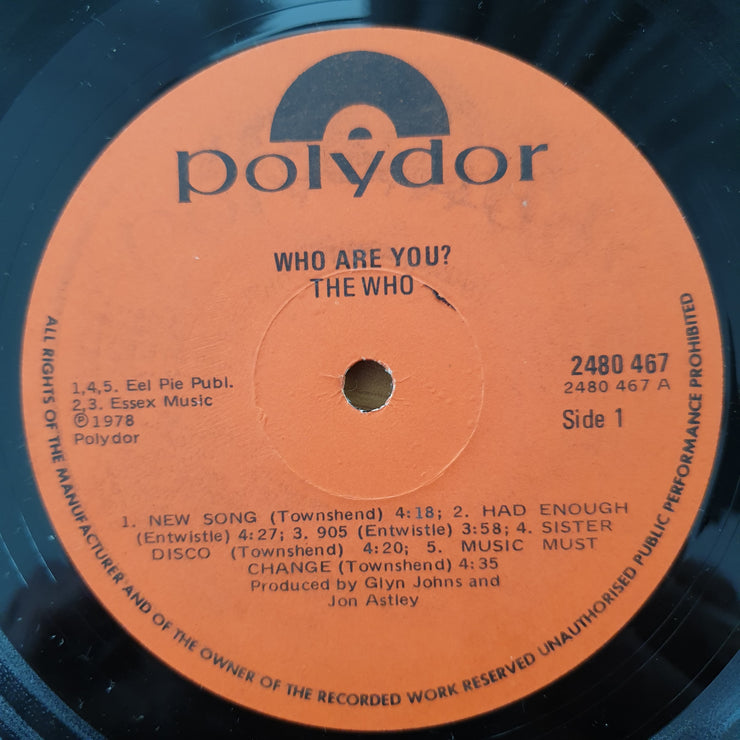 polydor
WHO ARE YOU?
THE WHO
1,4,5. Eel Pie Publ.
2,3. Essex Music
℗ 1978
Polydor
2480 467
2480 467 A
Side 1
1. NEW SONG (Townshend) 4:18; 2. HAD ENOUGH
(Entwistle) 4:27; 3. 905 (Entwistle) 3:58; 4. SISTER
DISCO (Townshend) 4:20; 5. MUSIC MUST
CHANGE (Townshend) 4:35
Produced by Glyn Johns and
Jon Astley
ALL RIGHTS OF THE MANUFACTURER AND OF THE OWNER OF THE RECORDED WORK RESERVED UNAUTHORISED PUBLIC PERFORMANCE PROHIBITED